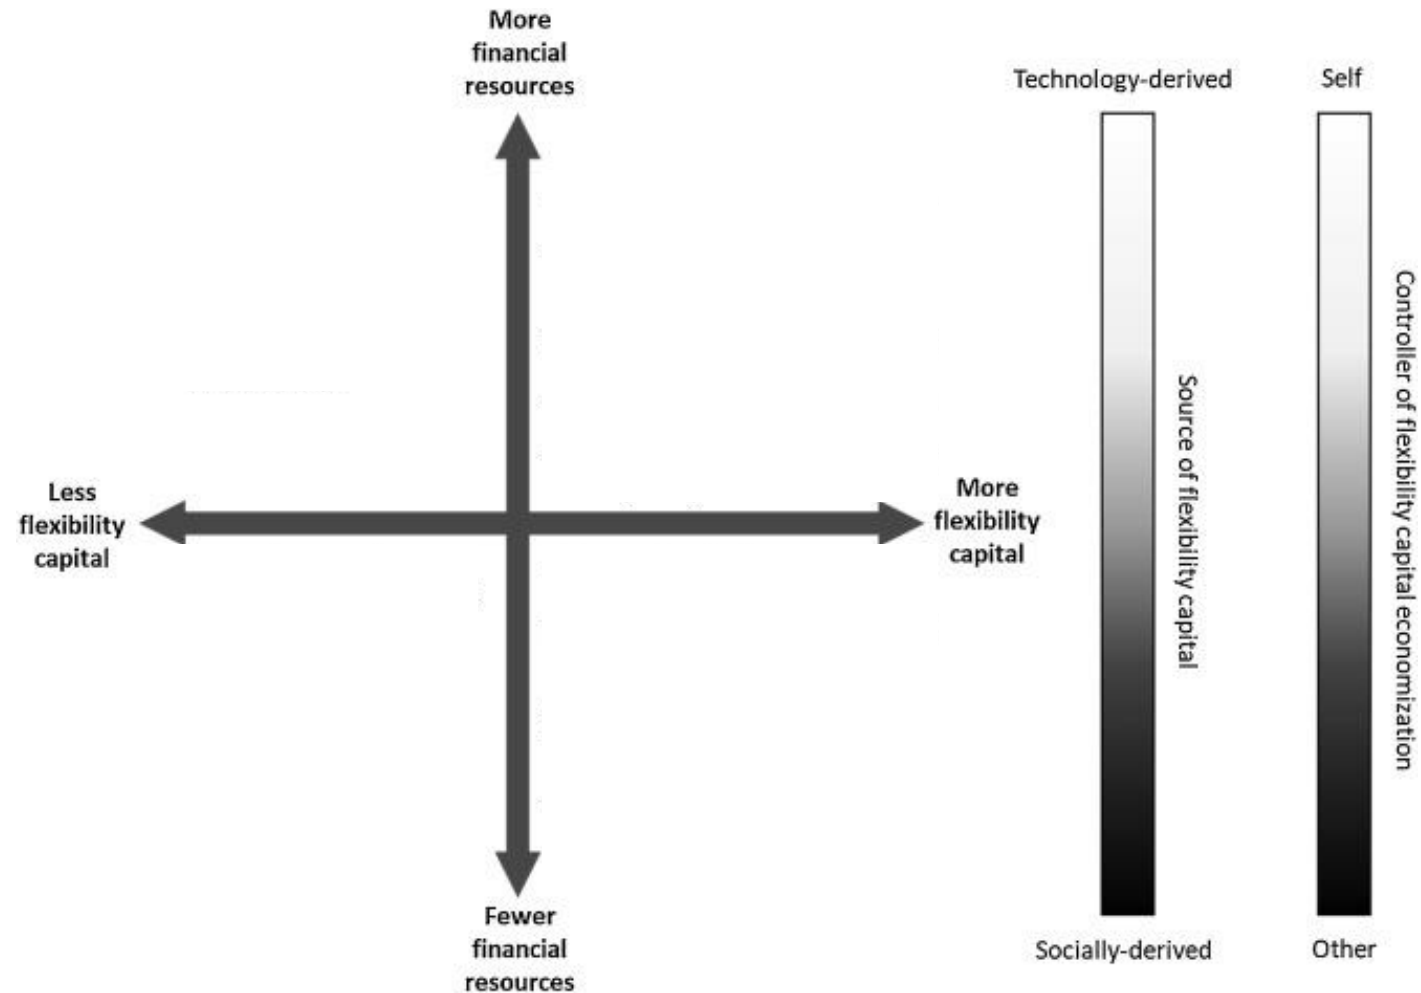 More
financial
resources
Technology-derived
Self
Less
flexibility
capital
More
flexibility
capital
Source of flexibility capital
Controller of flexibility capital economization
Fewer
financial
resources
Socially-derived
Other